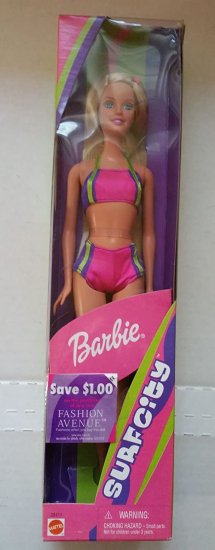 Barbie®
SURF CITY
Save $1.00
FASHION
AVENUE™
MATTEL
⚠ WARNING:
CHOKING HAZARD - Small parts
Not for children under 3 years.